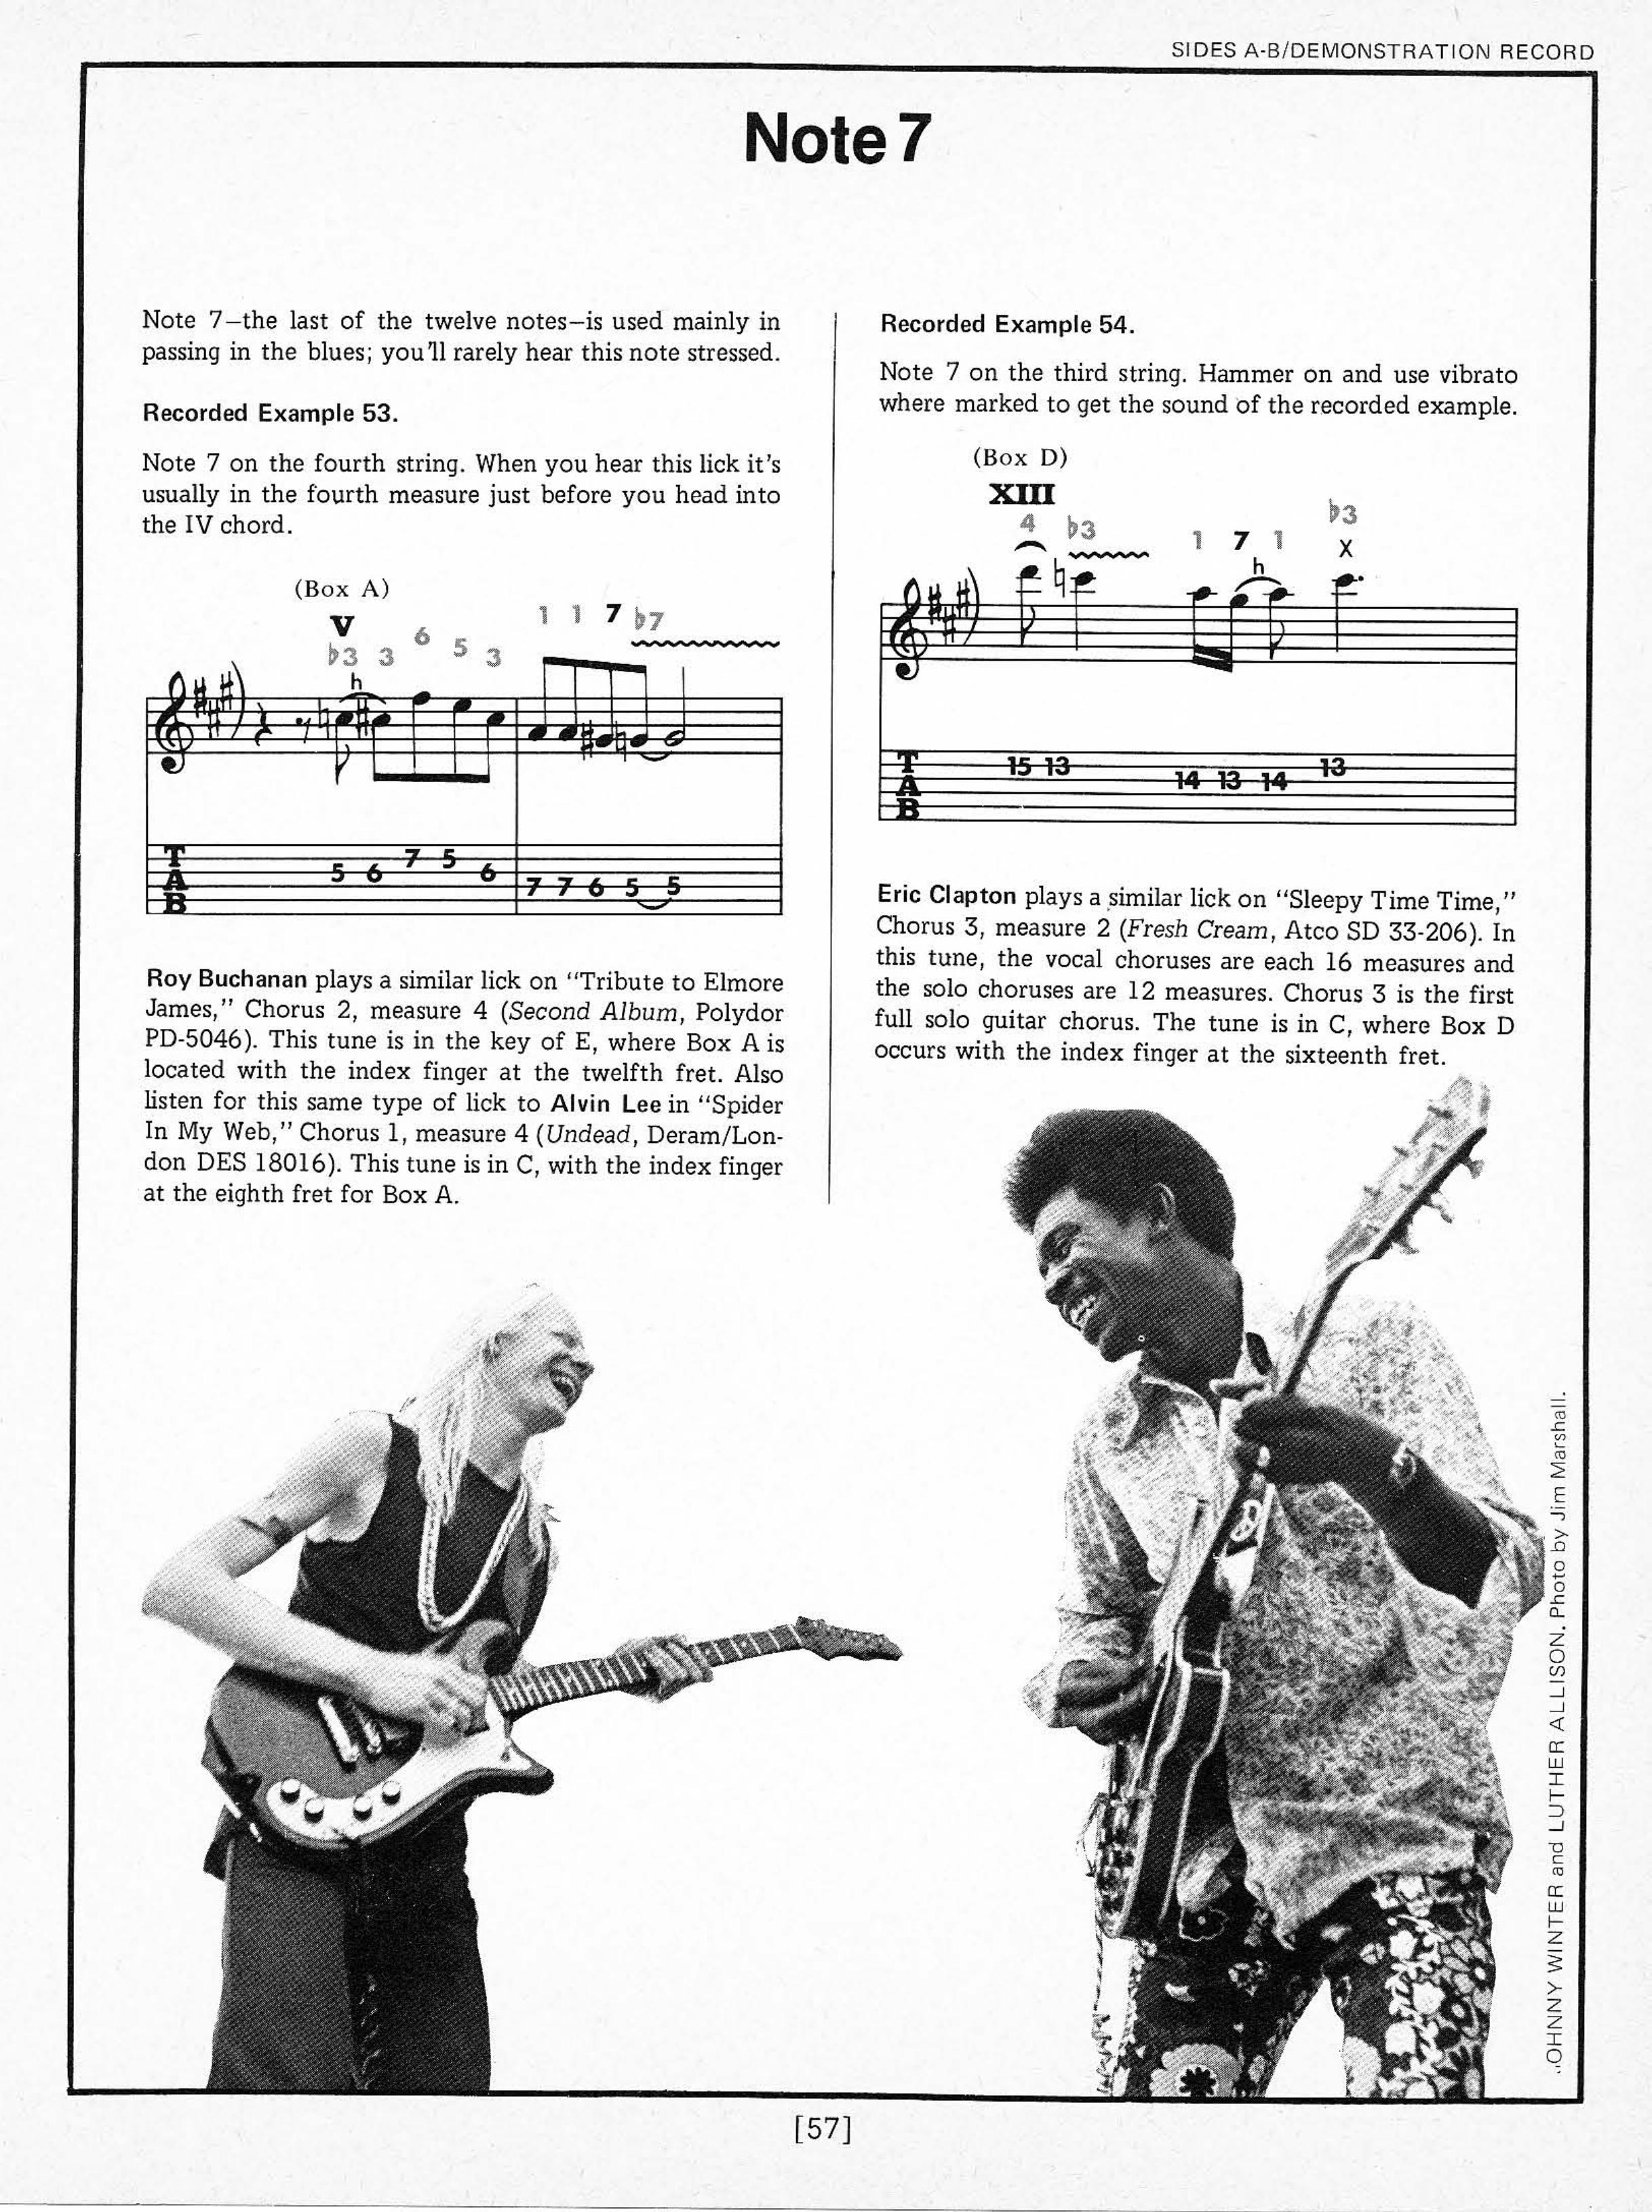 SIDES A-B/DEMONSTRATION RECORD
Note 7
Note 7—the last of the twelve notes—is used mainly in
passing in the blues; you'll rarely hear this note stressed.
Recorded Example 53.
Note 7 on the fourth string. When you hear this lick it's
usually in the fourth measure just before you head into
the IV chord.
(Box A)
V
♭3 3 6 5 3 1 1 7 ♭7
h
T
A
B
5 6 7 5 6 7 7 6 5 5
Roy Buchanan plays a similar lick on "Tribute to Elmore
James," Chorus 2, measure 4 (Second Album, Polydor
PD-5046). This tune is in the key of E, where Box A is
located with the index finger at the twelfth fret. Also
listen for this same type of lick to Alvin Lee in "Spider
In My Web," Chorus 1, measure 4 (Undead, Deram/Lon-
don DES 18016). This tune is in C, with the index finger
at the eighth fret for Box A.
Recorded Example 54.
Note 7 on the third string. Hammer on and use vibrato
where marked to get the sound of the recorded example.
(Box D)
XIII
4 ♭3 1 7 1 ♭3
h X
T
A
B
15 13 14 13 14 13
Eric Clapton plays a similar lick on "Sleepy Time Time,"
Chorus 3, measure 2 (Fresh Cream, Atco SD 33-206). In
this tune, the vocal choruses are each 16 measures and
the solo choruses are 12 measures. Chorus 3 is the first
full solo guitar chorus. The tune is in C, where Box D
occurs with the index finger at the sixteenth fret.
JOHNNY WINTER and LUTHER ALLISON. Photo by Jim Marshall.
[57]